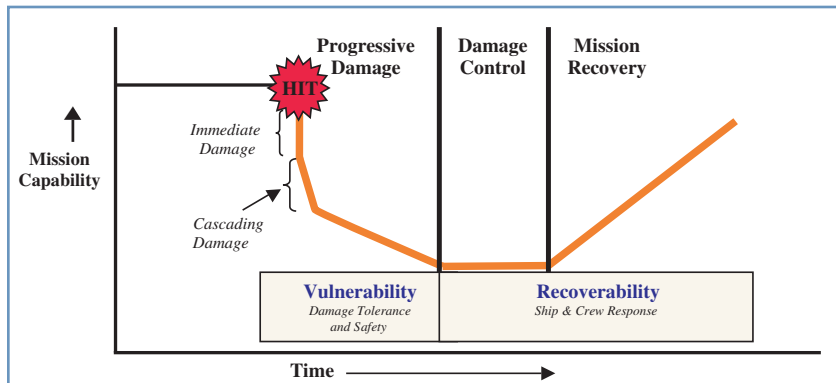 Progressive
Damage
Damage
Control
Mission
Recovery
HIT
Immediate
Damage
Mission
Capability
Cascading
Damage
Vulnerability
Damage Tolerance
and Safety
Recoverability
Ship & Crew Response
Time